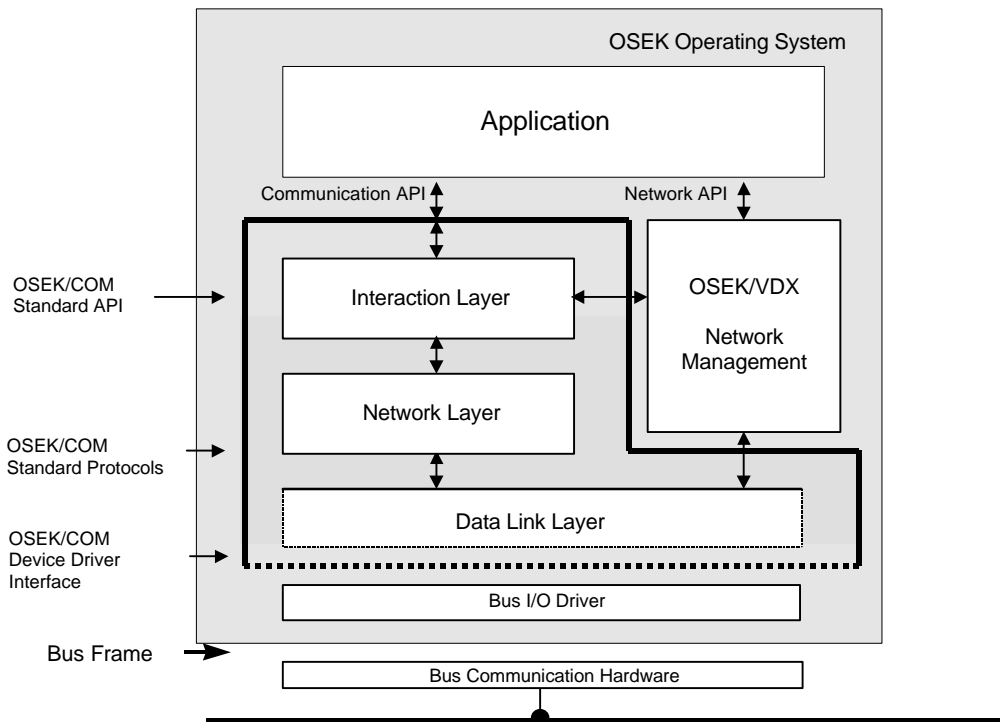 OSEK Operating System
Application
Communication API
Network API
OSEK/COM
Standard API
Interaction Layer
OSEK/VDX
Network
Management
Network Layer
OSEK/COM
Standard Protocols
Data Link Layer
OSEK/COM
Device Driver
Interface
Bus I/O Driver
Bus Frame
Bus Communication Hardware